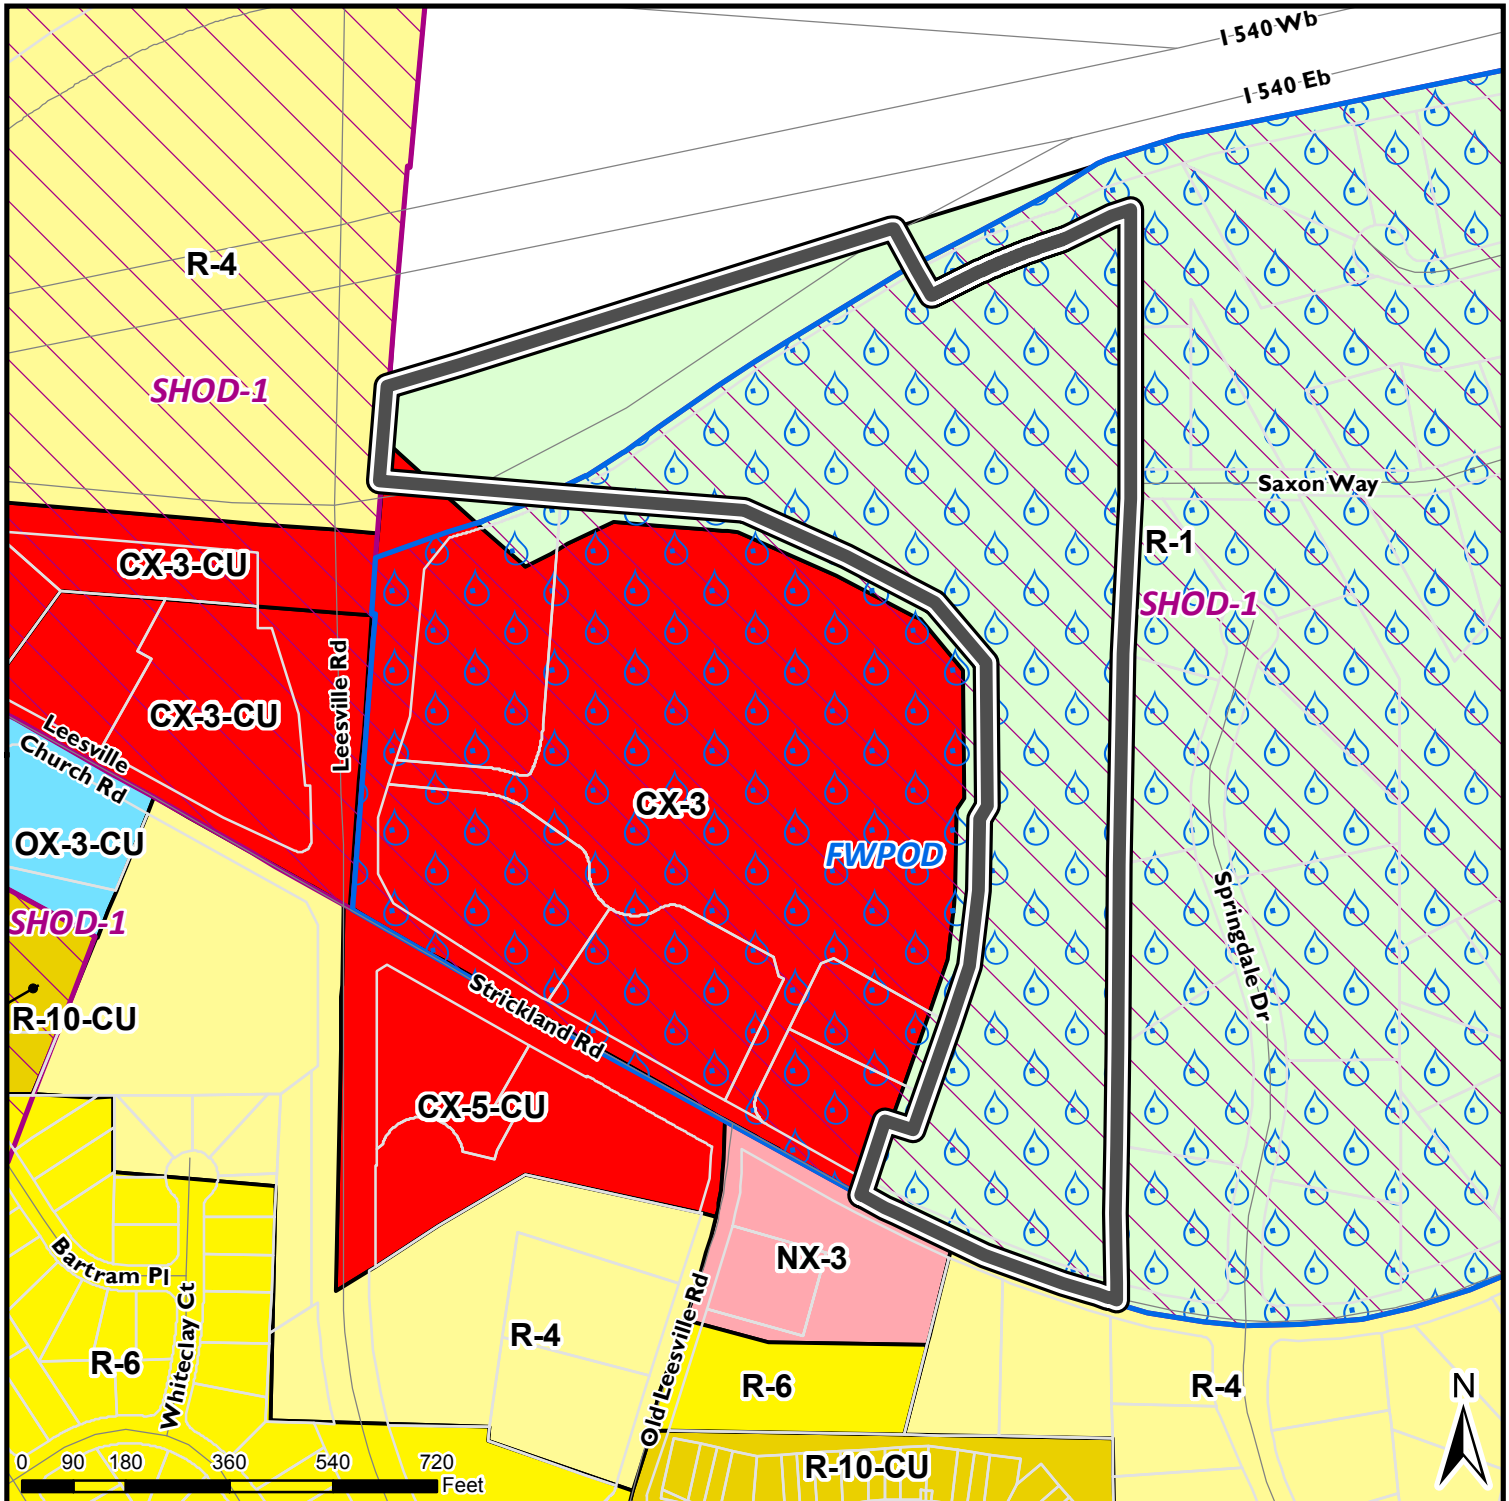 I 540 Wb
I 540 Eb
R-4
SHOD-1
Saxon Way
R-1
SHOD-1
CX-3-CU
Leesville Rd
CX-3-CU
Leesville
Church Rd
CX-3
OX-3-CU
FWPOD
SHOD-1
Springdale Dr
R-10-CU
Strickland Rd
CX-5-CU
Bartram Pl
Whiteclay Ct
NX-3
Old Leesville Rd
R-4
R-6
R-6
R-4
N
R-10-CU
0 90 180 360 540 720
Feet